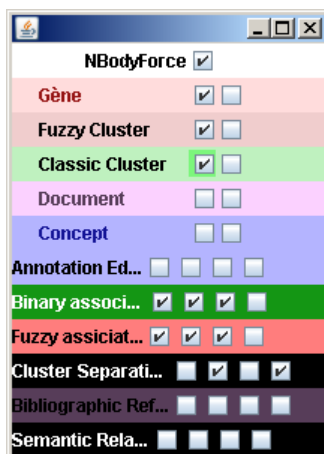 NBodyForce
Gène
Fuzzy Cluster
Classic Cluster
Document
Concept
Annotation Ed...
Binary associ...
Fuzzy assiciat...
Cluster Separati...
Bibliographic Ref...
Semantic Rela...